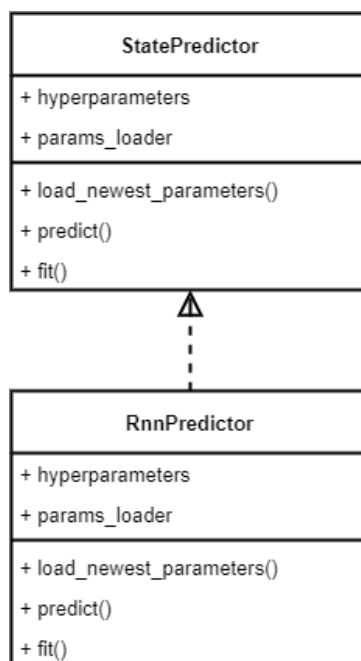 StatePredictor
+ hyperparameters
+ params_loader
+ load_newest_parameters()
+ predict()
+ fit()
RnnPredictor
+ hyperparameters
+ params_loader
+ load_newest_parameters()
+ predict()
+ fit()